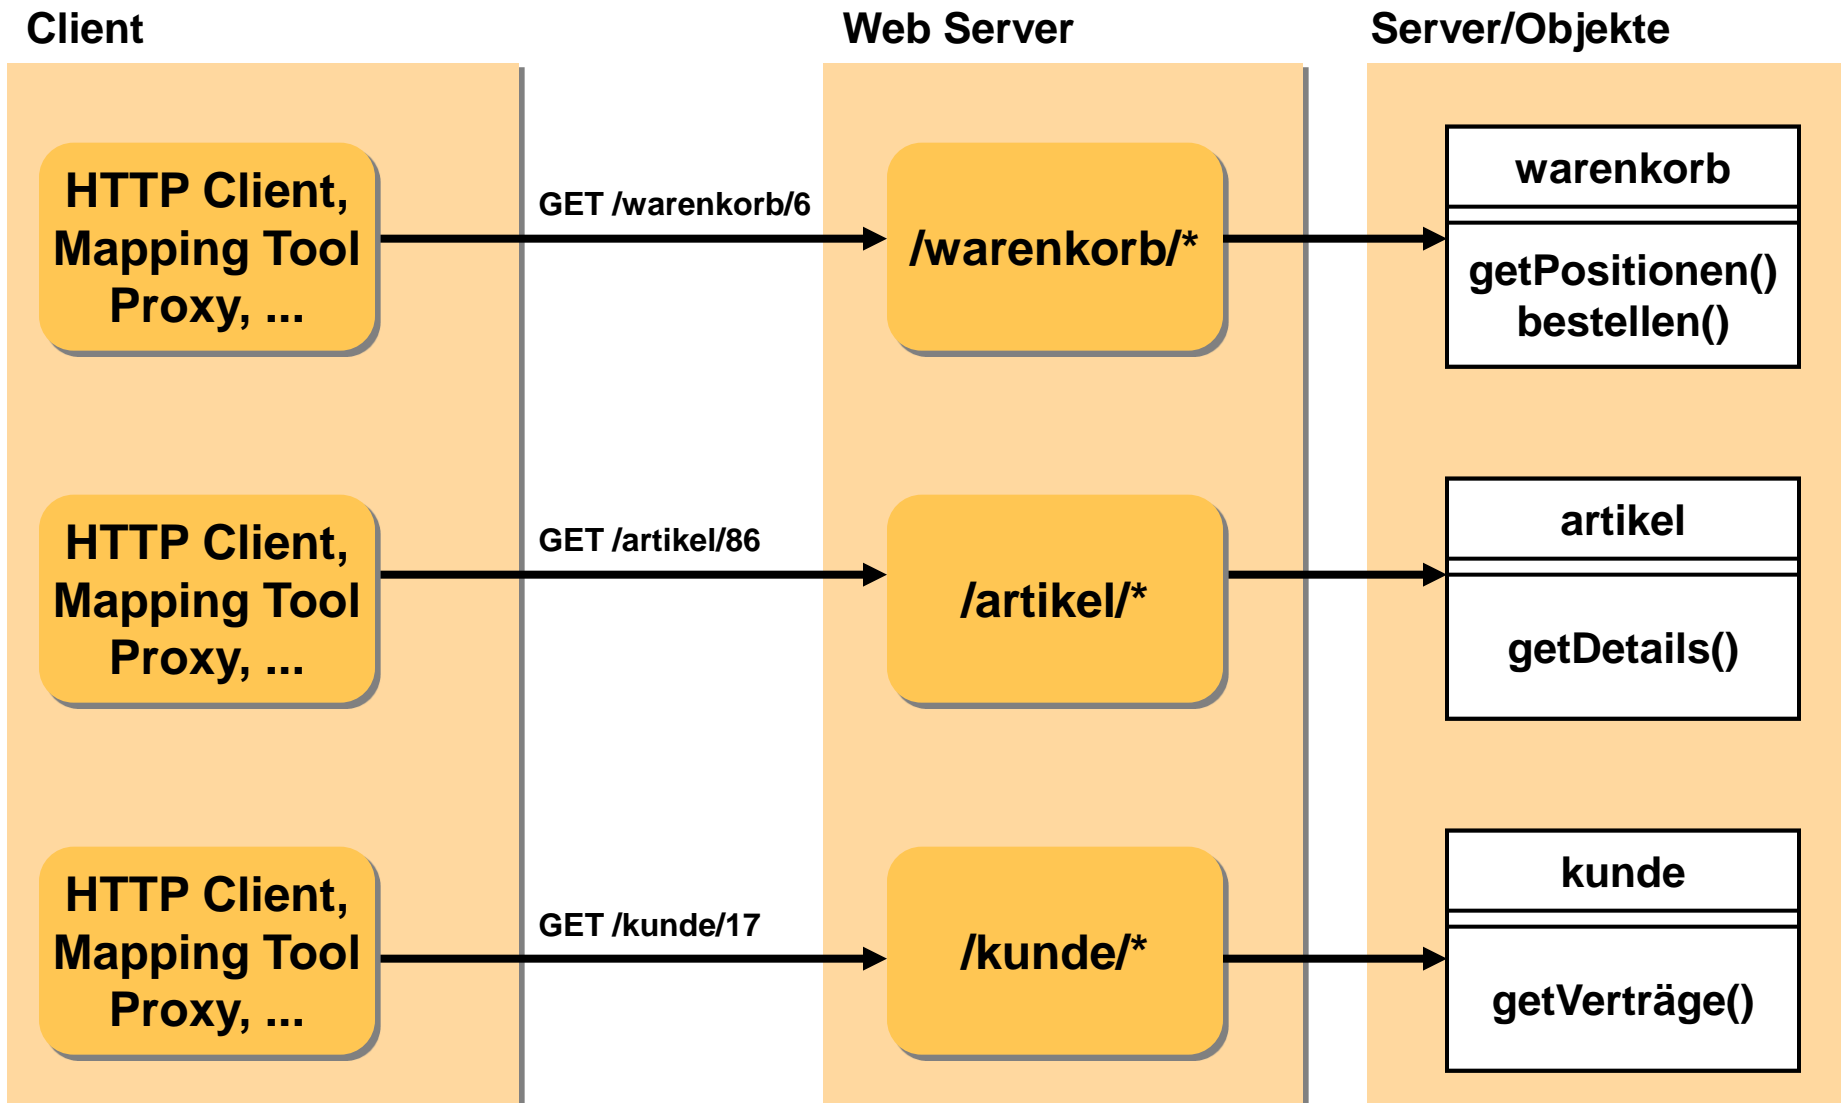 Client
Web Server
Server/Objekte
HTTP Client,
Mapping Tool
Proxy, ...
GET /warenkorb/6
/warenkorb/*
warenkorb
getPositionen()
bestellen()
HTTP Client,
Mapping Tool
Proxy, ...
GET /artikel/86
/artikel/*
artikel
getDetails()
HTTP Client,
Mapping Tool
Proxy, ...
GET /kunde/17
/kunde/*
kunde
getVerträge()